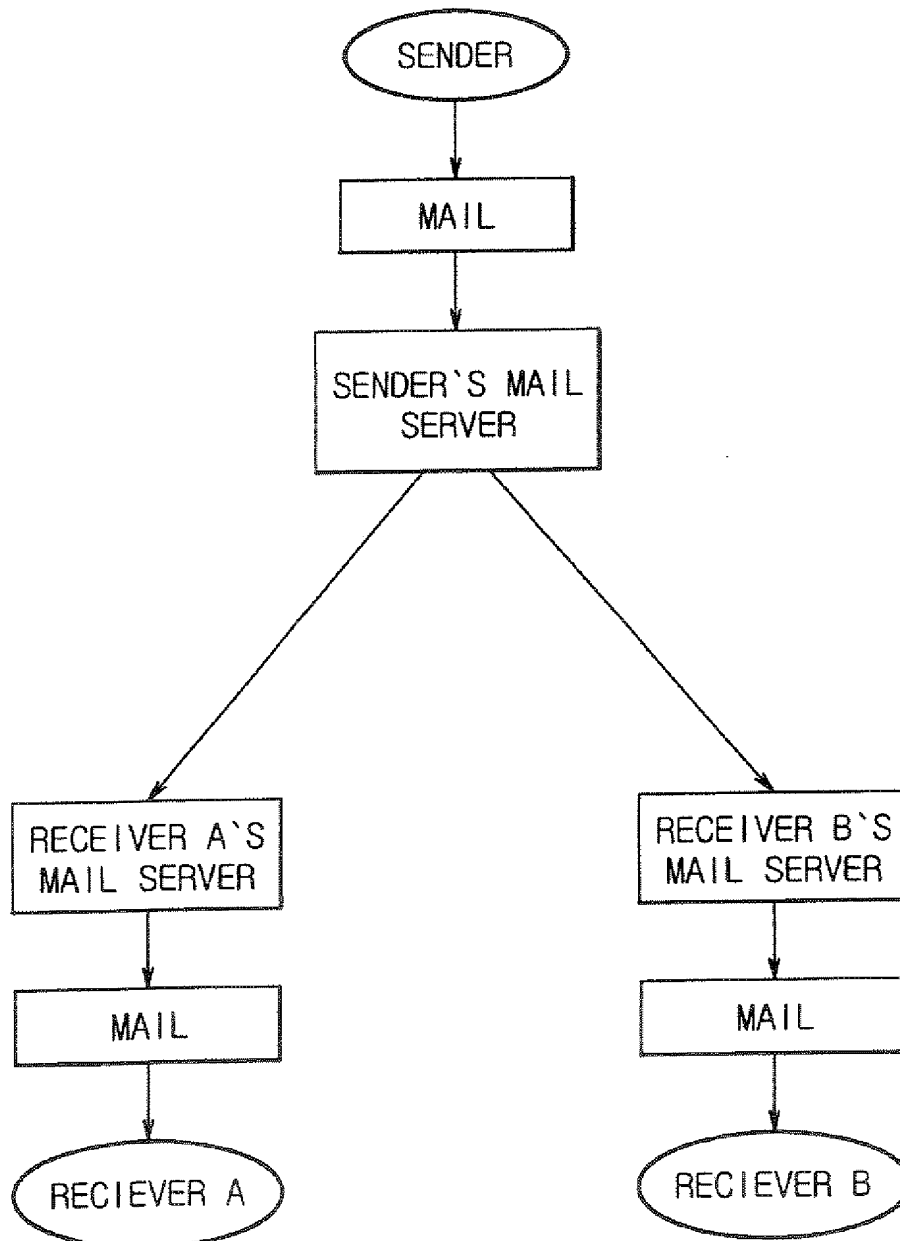 SENDER
MAIL
SENDER`S MAIL
SERVER
RECEIVER A`S
MAIL SERVER
RECEIVER B`S
MAIL SERVER
MAIL
MAIL
RECIEVER A
RECIEVER B